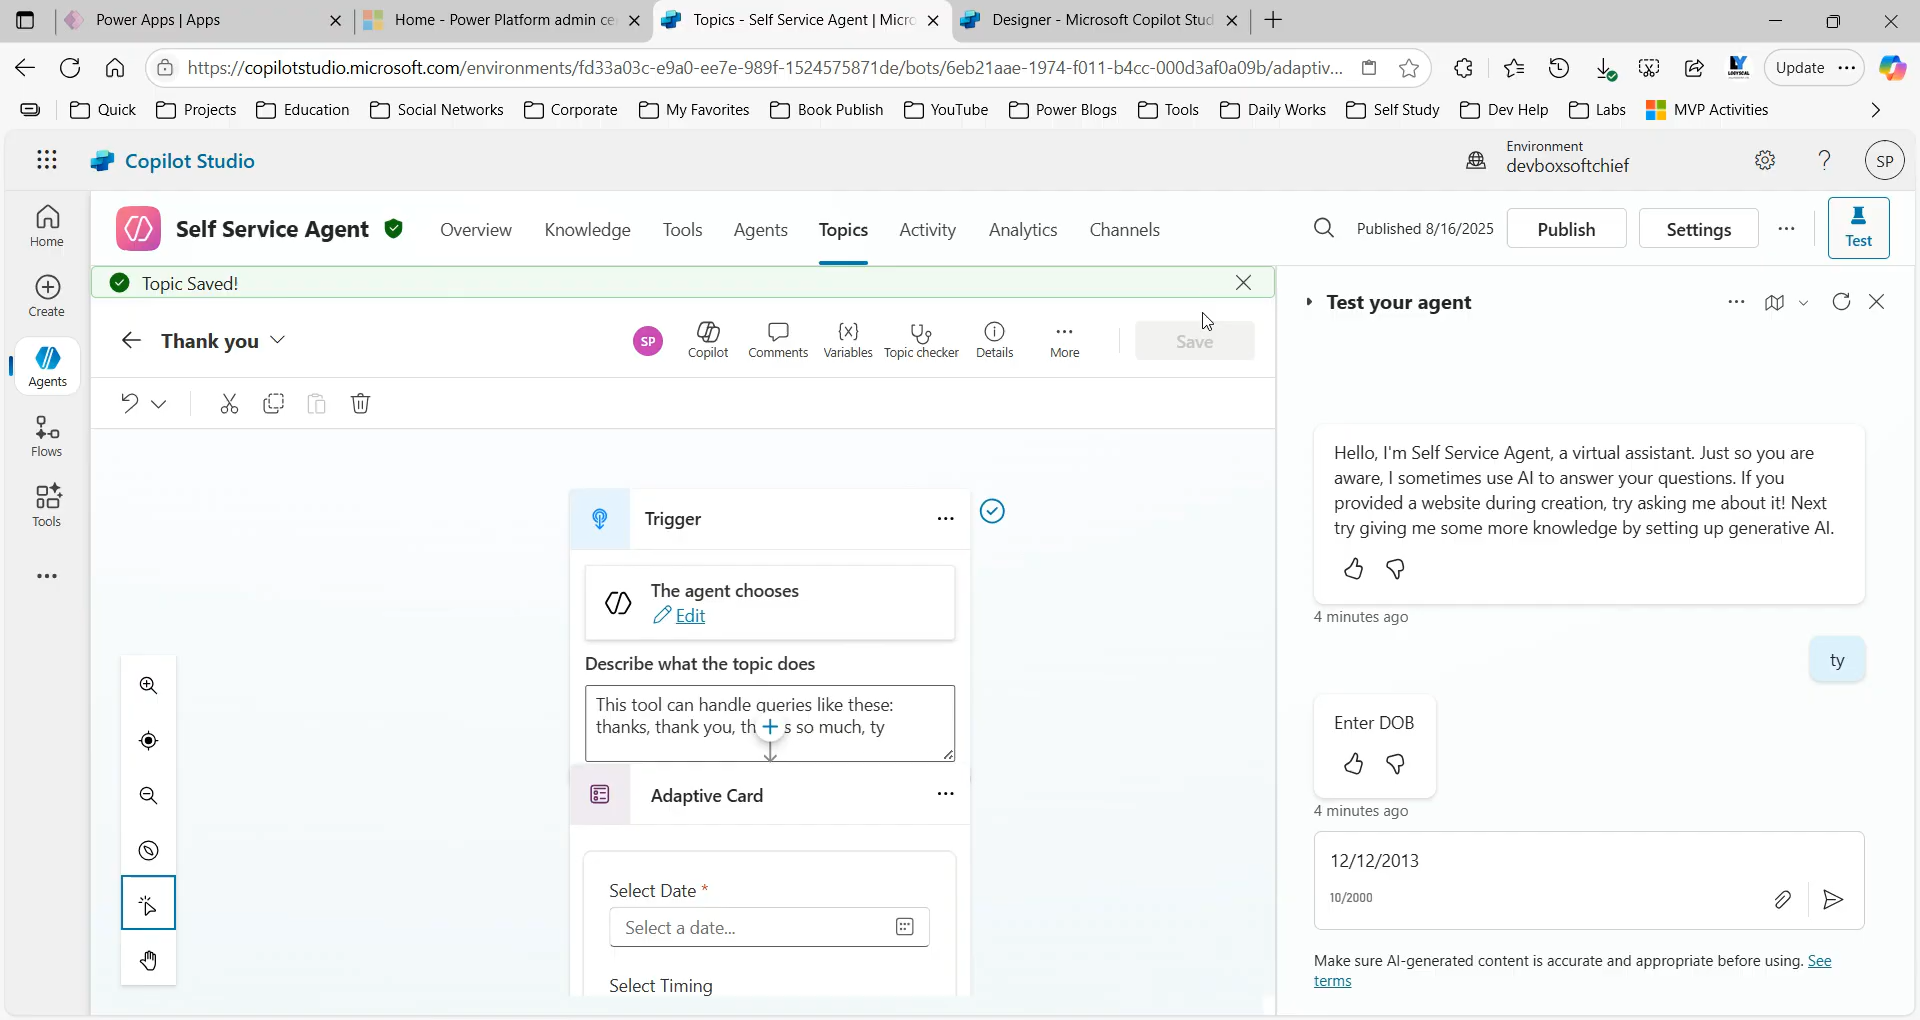 Power Apps | Apps
Home - Power Platform admin ce
Topics - Self Service Agent | Micro
Designer - Microsoft Copilot Stud
https://copilotstudio.microsoft.com/environments/fd33a03c-e9a0-ee7e-989f-1524575871de/bots/6eb21aae-1974-f011-b4cc-000d3af0a09b/adaptiv...
Update
Quick
Projects
Education
Social Networks
Corporate
My Favorites
Book Publish
YouTube
Power Blogs
Tools
Daily Works
Self Study
Dev Help
Labs
MVP Activities
Copilot Studio
Environment
devboxsoftchief
SP
Home
Create
Agents
Flows
Tools
Self Service Agent
Overview
Knowledge
Tools
Agents
Topics
Activity
Analytics
Channels
Published 8/16/2025
Publish
Settings
Test
Topic Saved!
Thank you
SP
Copilot
Comments
Variables
Topic checker
Details
More
Save
Trigger
The agent chooses
Edit
Describe what the topic does
This tool can handle queries like these:
thanks, thank you, th s so much, ty
Adaptive Card
Select Date *
Select a date...
Select Timing
Test your agent
Hello, I'm Self Service Agent, a virtual assistant. Just so you are
aware, I sometimes use AI to answer your questions. If you
provided a website during creation, try asking me about it! Next
try giving me some more knowledge by setting up generative AI.
4 minutes ago
ty
Enter DOB
4 minutes ago
12/12/2013
10/2000
Make sure AI-generated content is accurate and appropriate before using. See
terms